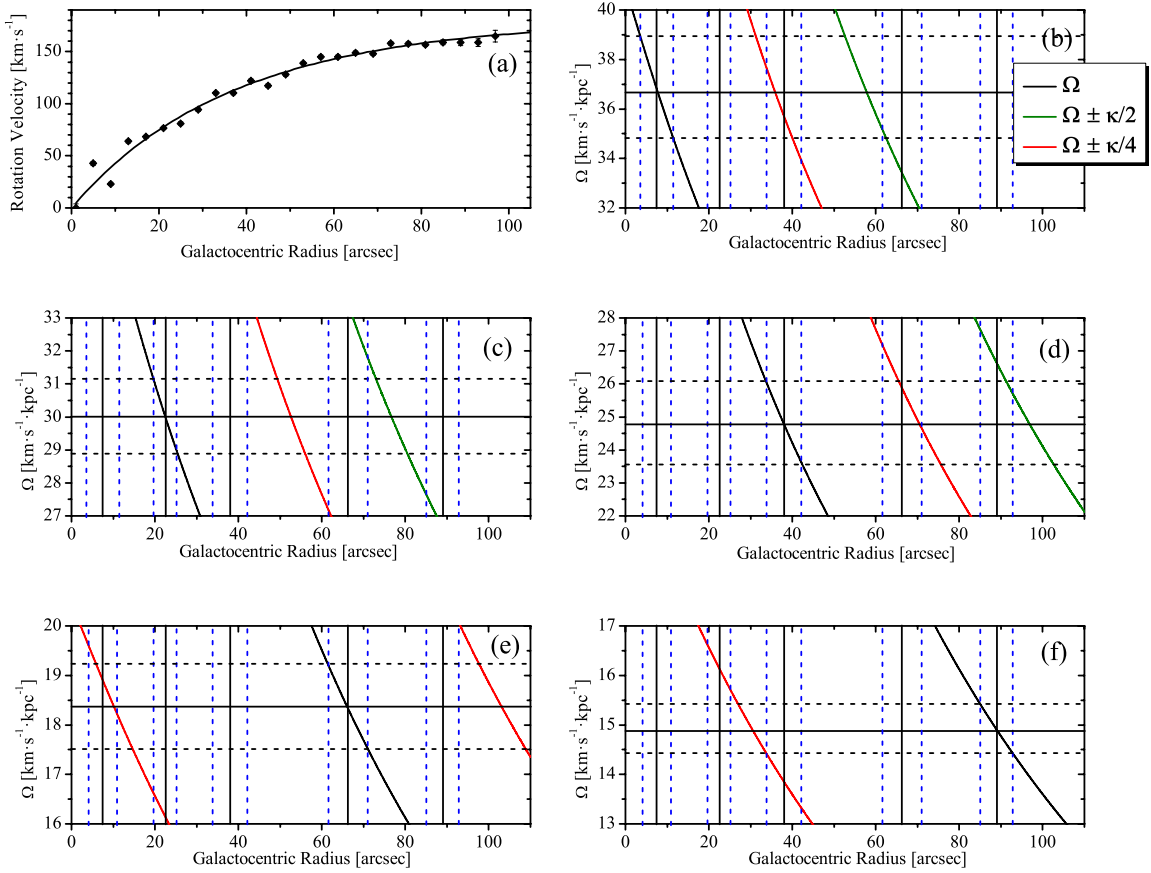 (a)
Rotation Velocity [km·s⁻¹]
150
100
50
0
0 20 40 60 80 100
Galactocentric Radius [arcsec]
(b)
Ω [km·s⁻¹·kpc⁻¹]
40
38
36
34
32
0 20 40 60 80 100
Galactocentric Radius [arcsec]
Ω
Ω ± κ/2
Ω ± κ/4
(c)
Ω [km·s⁻¹·kpc⁻¹]
33
32
31
30
29
28
27
0 20 40 60 80 100
Galactocentric Radius [arcsec]
(d)
Ω [km·s⁻¹·kpc⁻¹]
28
27
26
25
24
23
22
0 20 40 60 80 100
Galactocentric Radius [arcsec]
(e)
Ω [km·s⁻¹·kpc⁻¹]
20
19
18
17
16
0 20 40 60 80 100
Galactocentric Radius [arcsec]
(f)
Ω [km·s⁻¹·kpc⁻¹]
17
16
15
14
13
0 20 40 60 80 100
Galactocentric Radius [arcsec]